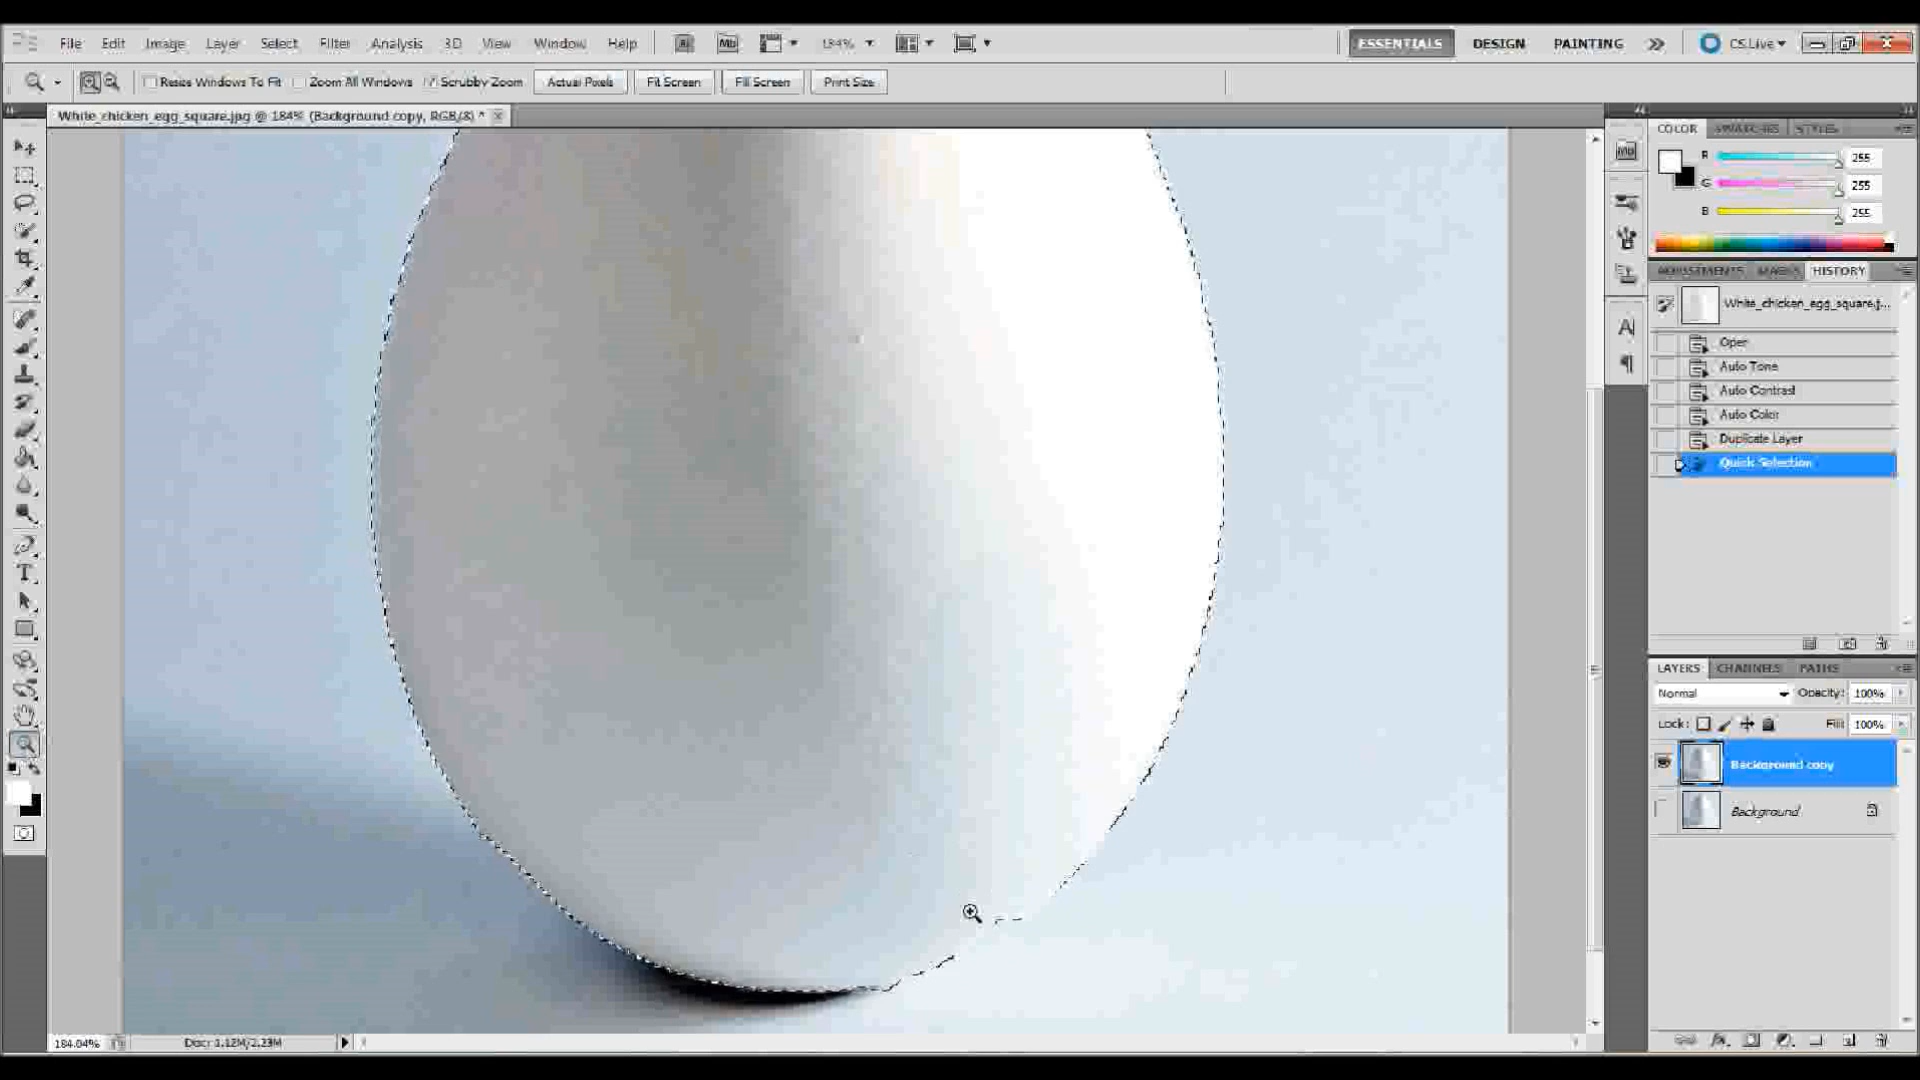 File Edit Image Layer Select Filter Analysis 3D View Window Help Br Mb 184% ESSENTIALS DESIGN PAINTING CS Live
Resize Windows To Fit Zoom All Windows Scrubby Zoom Actual Pixels Fit Screen Fill Screen Print Size
White_chicken_egg_square.jpg @ 184% (Background copy, RGB/8) *
COLOR SWATCHES STYLES
R 255
G 255
B 255
ADJUSTMENTS MASKS HISTORY
White_chicken_egg_square.j...
Open
Auto Tone
Auto Contrast
Auto Color
Duplicate Layer
Quick Selection
LAYERS CHANNELS PATHS
Normal Opacity: 100%
Lock: Fill: 100%
Background copy
Background
184.04% Doc: 1.12M/2.23M